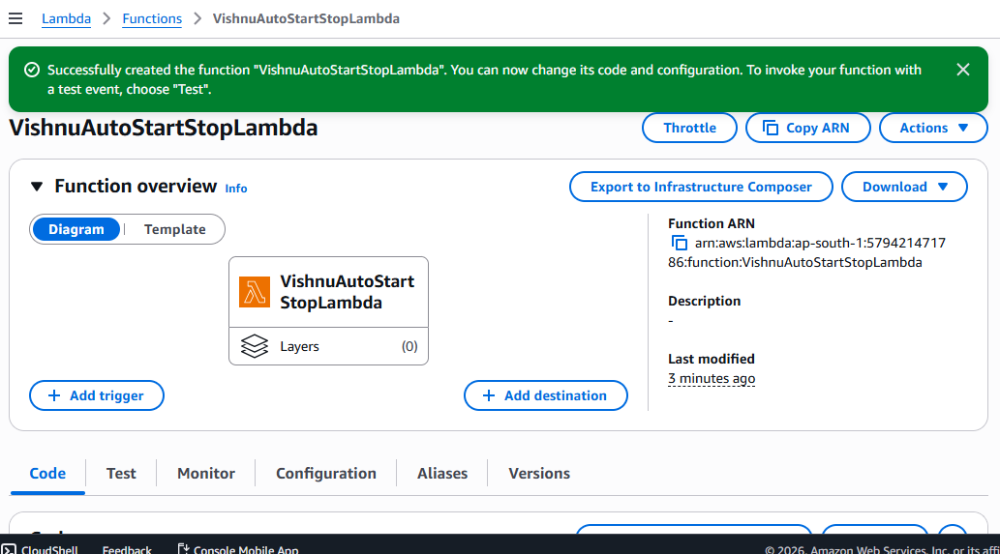 Lambda > Functions > VishnuAutoStartStopLambda
Successfully created the function "VishnuAutoStartStopLambda". You can now change its code and configuration. To invoke your function with
a test event, choose "Test".
VishnuAutoStartStopLambda
Throttle
Copy ARN
Actions
Function overview Info
Export to Infrastructure Composer
Download
Diagram
Template
VishnuAutoStart
StopLambda
Layers (0)
+ Add trigger
+ Add destination
Function ARN
arn:aws:lambda:ap-south-1:5794214717
86:function:VishnuAutoStartStopLambda
Description
-
Last modified
3 minutes ago
Code
Test
Monitor
Configuration
Aliases
Versions
CloudShell
Feedback
Console Mobile App
© 2026, Amazon Web Services, Inc. or its